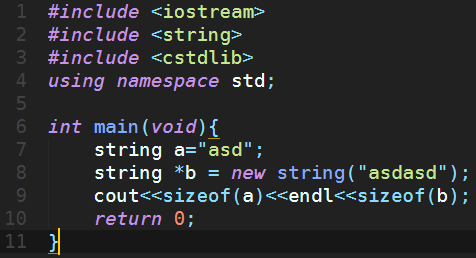 1 #include <iostream>
2 #include <string>
3 #include <cstdlib>
4 using namespace std;
5
6 int main(void){
7     string a="asd";
8     string *b = new string("asdasd");
9     cout<<sizeof(a)<<endl<<sizeof(b);
10     return 0;
11 }